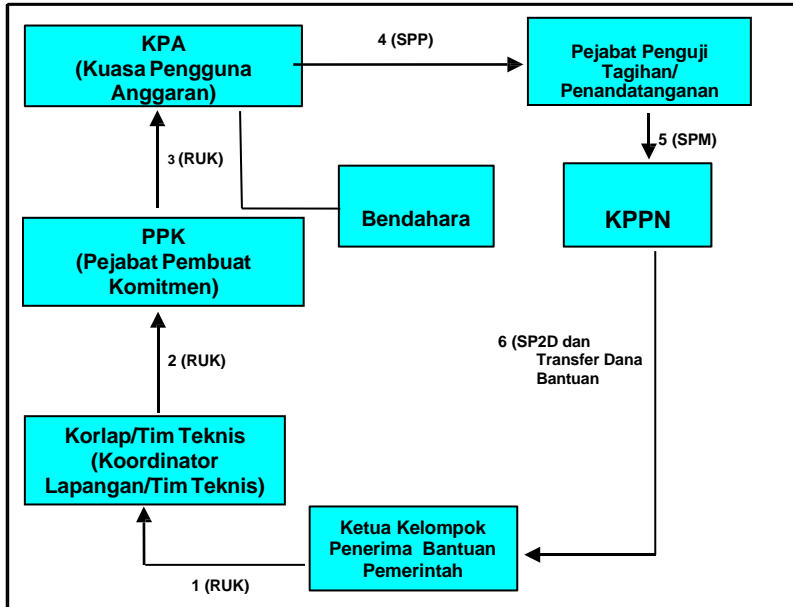 KPA
(Kuasa Pengguna
Anggaran)
4 (SPP)
Pejabat Penguji
Tagihan/
Penandatanganan
5 (SPM)
3 (RUK)
Bendahara
KPPN
PPK
(Pejabat Pembuat
Komitmen)
6 (SP2D dan
Transfer Dana
Bantuan
2 (RUK)
Korlap/Tim Teknis
(Koordinator
Lapangan/Tim Teknis)
Ketua Kelompok
Penerima Bantuan
Pemerintah
1 (RUK)